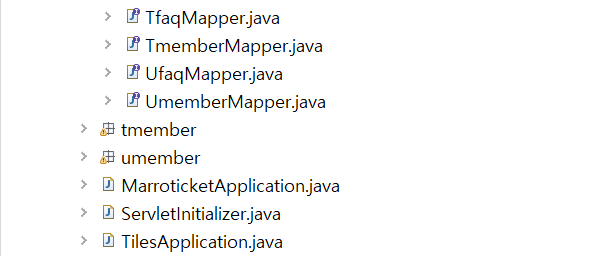 TfaqMapper.java
TmemberMapper.java
UfaqMapper.java
UmemberMapper.java
tmember
umember
MarroticketApplication.java
ServletInitializer.java
TilesApplication.java